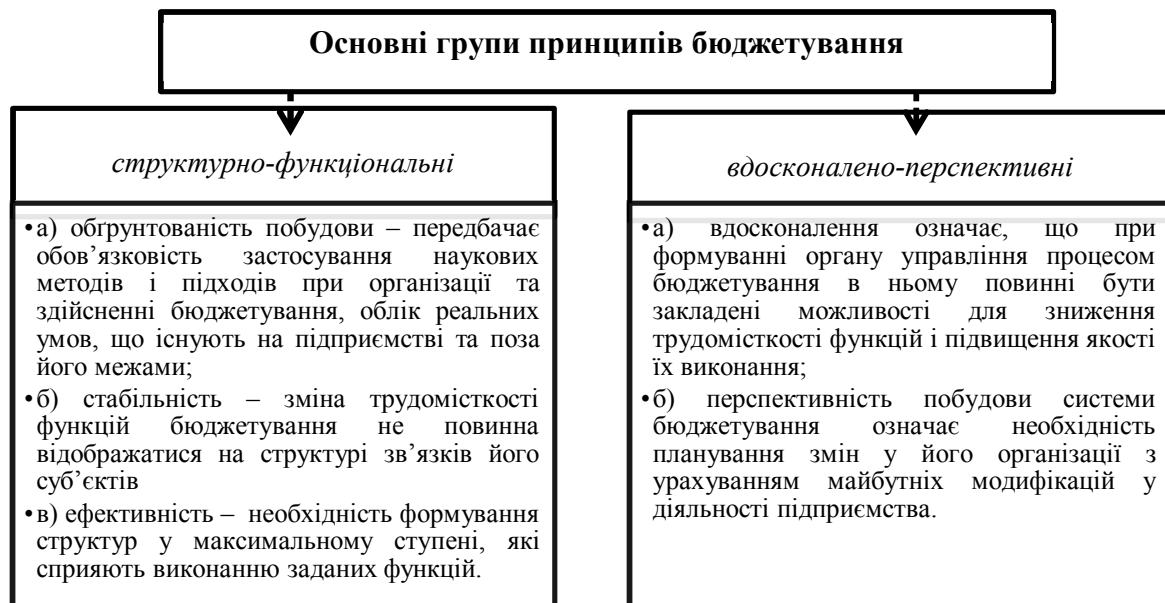 Основні групи принципів бюджетування
структурно-функціональні
•а) обґрунтованість побудови – передбачає
обов’язковість застосування наукових
методів і підходів при організації та
здійсненні бюджетування, облік реальних
умов, що існують на підприємстві та поза
його межами;
•б) стабільність – зміна трудомісткості
функцій бюджетування не повинна
відображатися на структурі зв’язків його
суб’єктів
•в) ефективність – необхідність формування
структур у максимальному ступені, які
сприяють виконанню заданих функцій.
вдосконалено-перспективні
•а) вдосконалення означає, що при
формуванні органу управління процесом
бюджетування в ньому повинні бути
закладені можливості для зниження
трудомісткості функцій і підвищення якості
їх виконання;
•б) перспективність побудови системи
бюджетування означає необхідність
планування змін у його організації з
урахуванням майбутніх модифікацій у
діяльності підприємства.